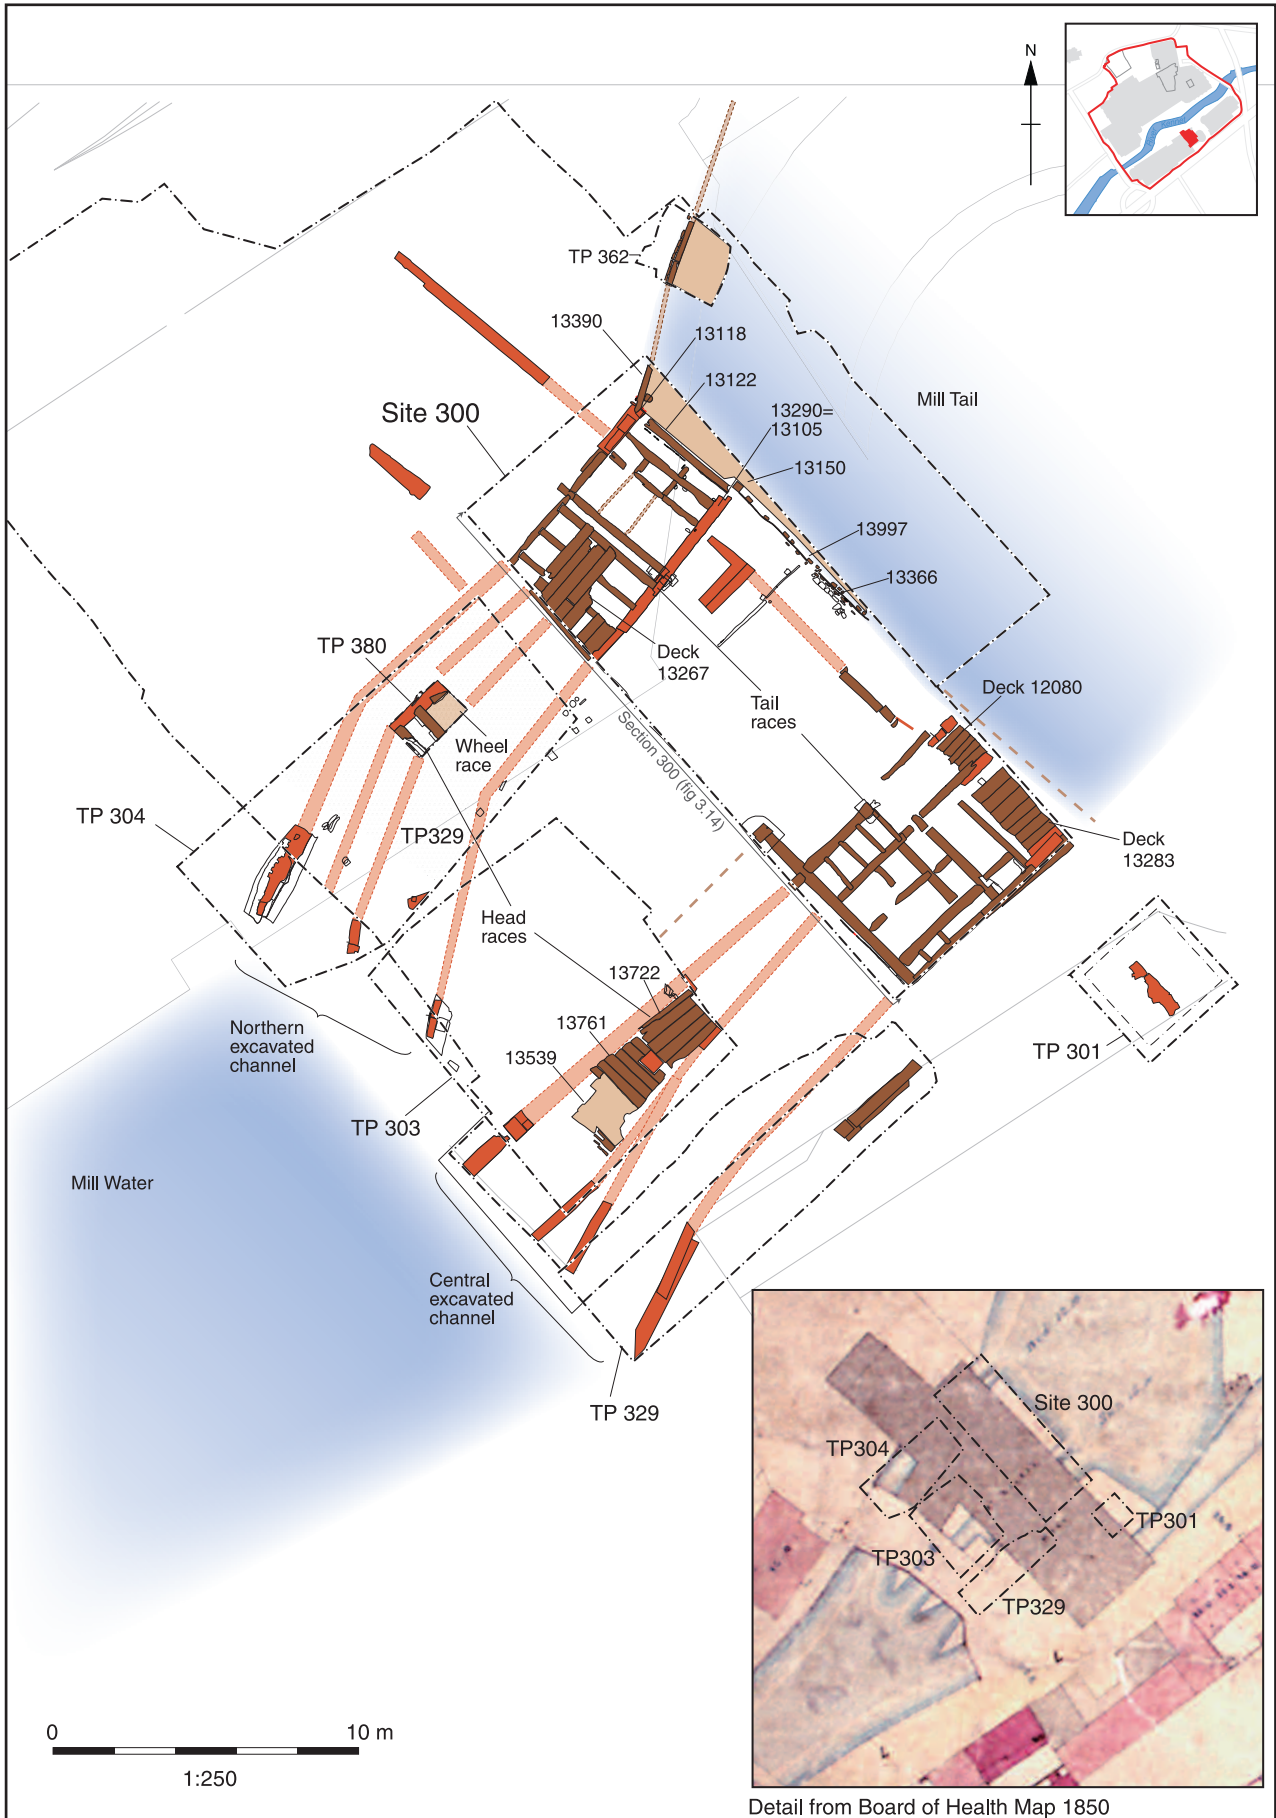 N
TP 362
13390
13118
13122
Site 300
13290=
13105
Mill Tail
13150
13997
13366
TP 380
Deck
13267
Deck 12080
Tail
races
Wheel
race
Section 300 (fig 3.14)
TP 304
TP329
Deck
13283
Head
races
13722
13761
13539
Northern
excavated
channel
TP 301
TP 303
Mill Water
Central
excavated
channel
TP 329
Site 300
TP304
TP301
TP303
TP329
0 10 m
1:250
Detail from Board of Health Map 1850